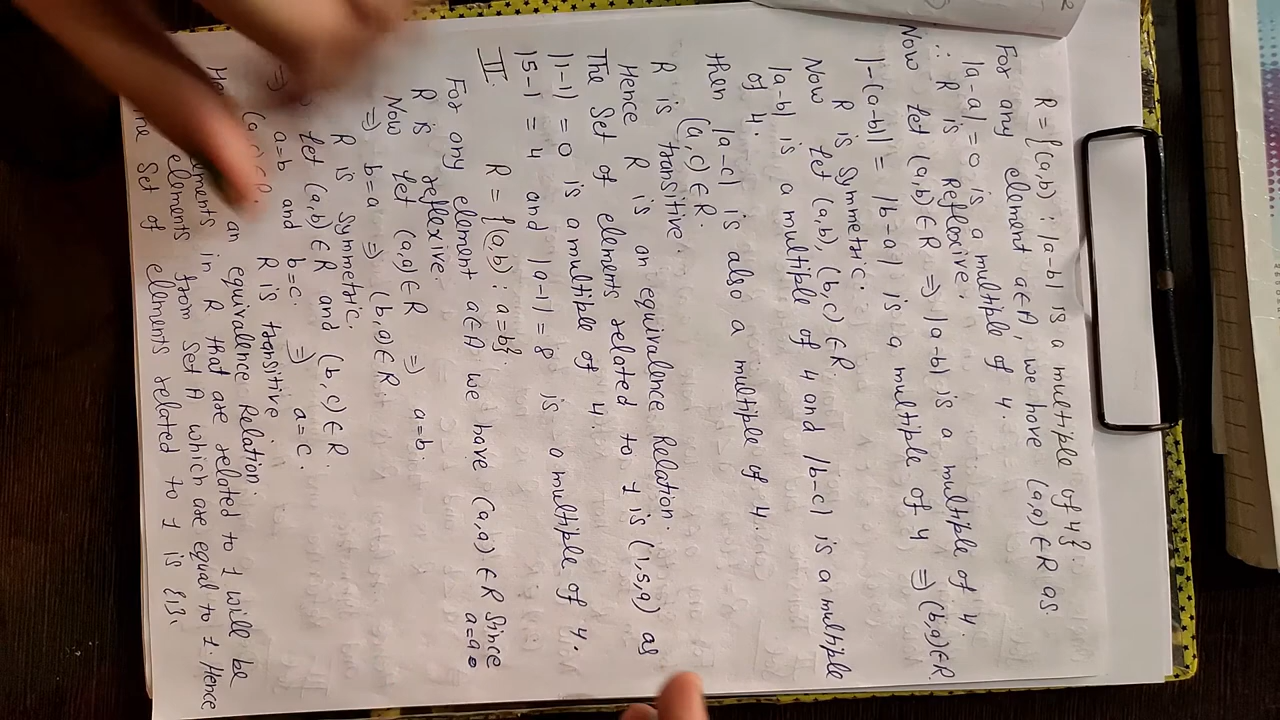 R = {(a,b) : |a-b| is a multiple of 4}.
For any element a∈A, we have (a,a) ∈ R as
|a-a| = 0 is a multiple of 4.
∴ R is Reflexive.
Now let (a,b) ∈ R ⇒ |a-b| is a multiple of 4.
|-(a-b)| = |b-a| is a multiple of 4 ⇒ (b,a) ∈ R.
R is Symmetric.
Now let (a,b), (b,c) ∈ R
|a-b| is a multiple of 4 and |b-c| is a multiple
of 4.
then |a-c| is also a multiple of 4.
(a,c) ∈ R
R is transitive.
Hence R is an equivalence Relation.
The Set of elements related to 1 is (1,5,9) as
|1-1| = 0 is a multiple of 4.
|5-1| = 4 and |9-1| = 8 is a multiple of 4.
II. R = {(a,b) : a=b}
For any element a∈A we have (a,a) ∈ R Since
a=a.
R is reflexive.
Now let (a,a) ∈ R ⇒ a=b.
⇒ b=a ⇒ (b,a) ∈ R.
R is Symmetric.
let (a,b) ∈ R and (b,c) ∈ R.
⇒ a=b and b=c. ⇒ a=c.
(a,c) ∈ R. R is transitive
an equivalence Relation.
in R that are related to 1 will be
elements from Set A which are equal to 1. Hence
the Set of elements related to 1 is {1}.